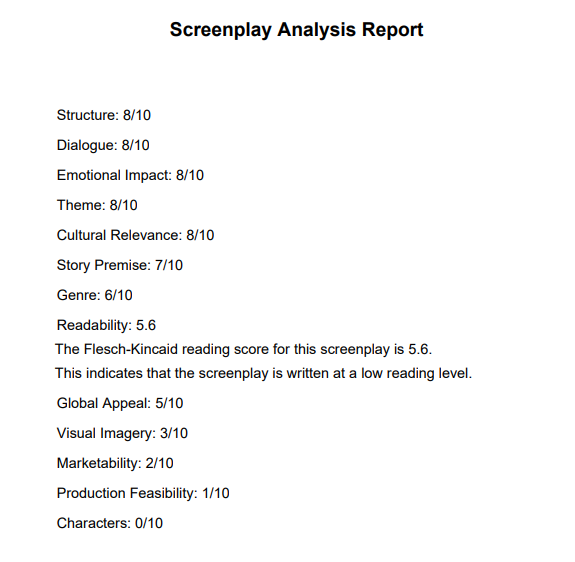 Screenplay Analysis Report
Structure: 8/10
Dialogue: 8/10
Emotional Impact: 8/10
Theme: 8/10
Cultural Relevance: 8/10
Story Premise: 7/10
Genre: 6/10
Readability: 5.6
The Flesch-Kincaid reading score for this screenplay is 5.6.
This indicates that the screenplay is written at a low reading level.
Global Appeal: 5/10
Visual Imagery: 3/10
Marketability: 2/10
Production Feasibility: 1/10
Characters: 0/10